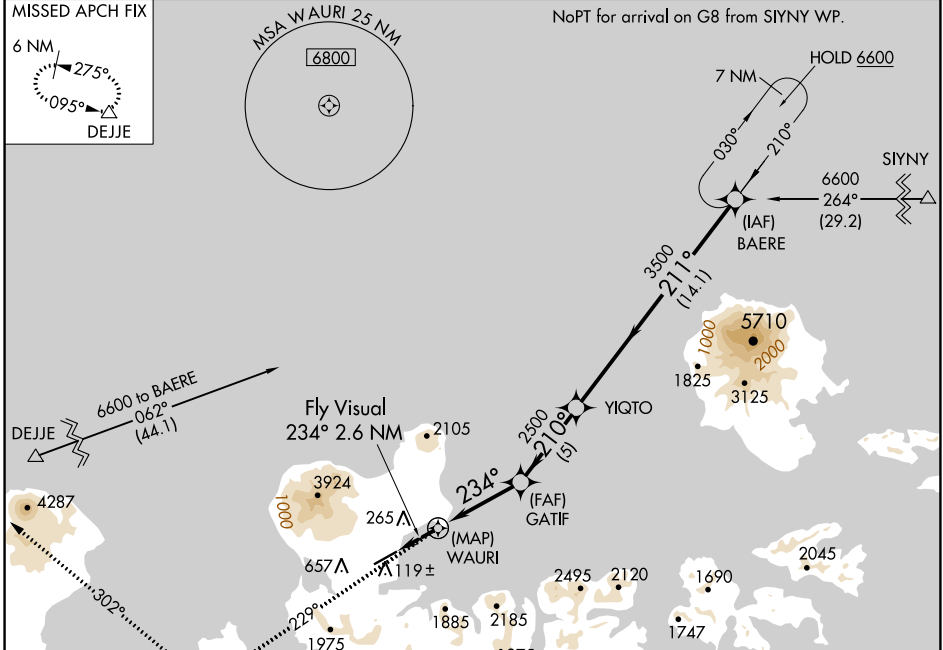 MISSED APCH FIX
6 NM
275°
095°
DEJJE
MSA WAURI 25 NM
6800
NoPT for arrival on G8 from SIYNY WP.
HOLD 6600
7 NM
030°
210°
SIYNY
6600
264°
(29.2)
(IAF)
BAERE
3500
211°
(14.1)
5710
1000
2000
1825
3125
6600 to BAERE
062°
(44.1)
DEJJE
Fly Visual
234° 2.6 NM
2105
YIQTO
2500
210°
(5)
234°
(FAF)
GATIF
3924
1000
4287
265
(MAP)
WAURI
657
119 ±
302°
229°
2495
2120
2045
1690
1885
2185
1747
1975